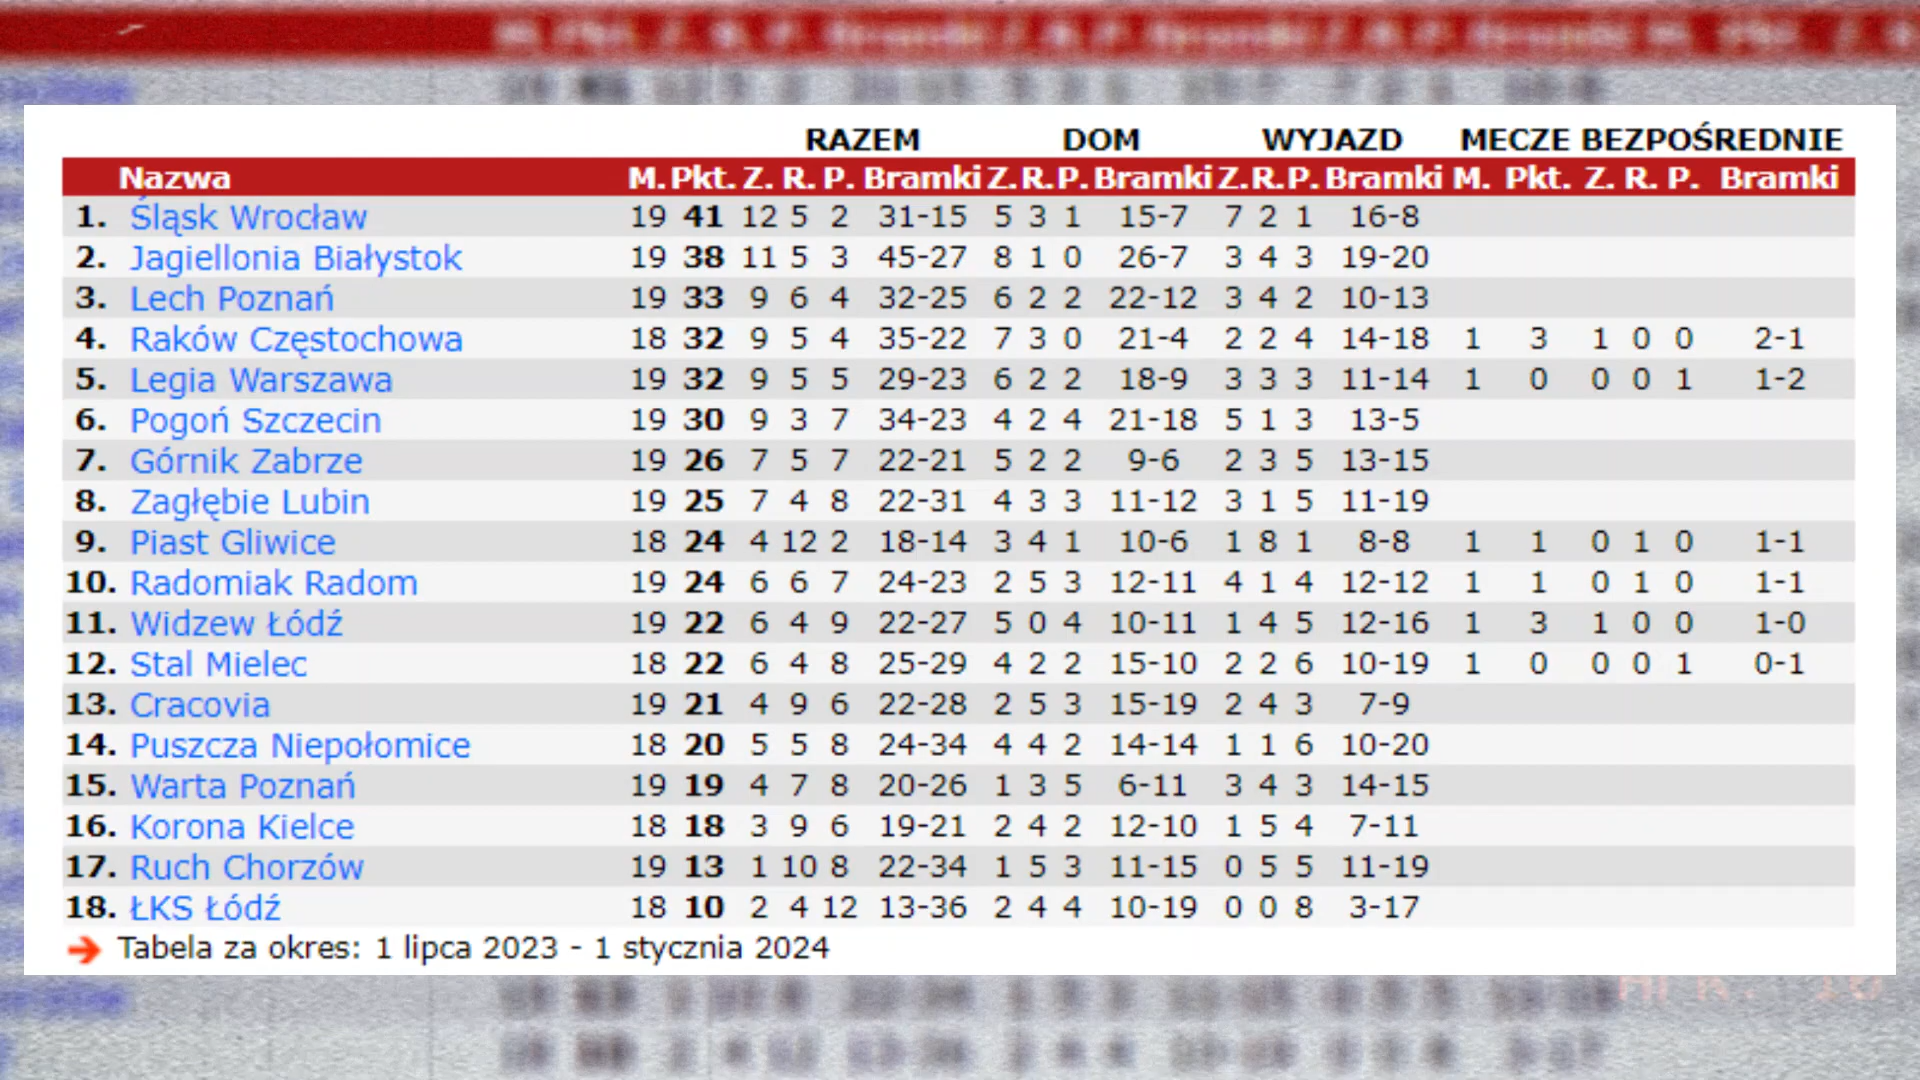 RAZEM DOM WYJAZD MECZE BEZPOŚREDNIE
Nazwa M. Pkt. Z. R. P. Bramki Z. R. P. Bramki Z. R. P. Bramki M. Pkt. Z. R. P. Bramki
1. Śląsk Wrocław 19 41 12 5 2 31-15 5 3 1 15-7 7 2 1 16-8
2. Jagiellonia Białystok 19 38 11 5 3 45-27 8 1 0 26-7 3 4 3 19-20
3. Lech Poznań 19 33 9 6 4 32-25 6 2 2 22-12 3 4 2 10-13
4. Raków Częstochowa 18 32 9 5 4 35-22 7 3 0 21-4 2 2 4 14-18 1 3 1 0 0 2-1
5. Legia Warszawa 19 32 9 5 5 29-23 6 2 2 18-9 3 3 3 11-14 1 0 0 0 1 1-2
6. Pogoń Szczecin 19 30 9 3 7 34-23 4 2 4 21-18 5 1 3 13-5
7. Górnik Zabrze 19 26 7 5 7 22-21 5 2 2 9-6 2 3 5 13-15
8. Zagłębie Lubin 19 25 7 4 8 22-31 4 3 3 11-12 3 1 5 11-19
9. Piast Gliwice 18 24 4 12 2 18-14 3 4 1 10-6 1 8 1 8-8 1 1 0 1 0 1-1
10. Radomiak Radom 19 24 6 6 7 24-23 2 5 3 12-11 4 1 4 12-12 1 1 0 1 0 1-1
11. Widzew Łódź 19 22 6 4 9 22-27 5 0 4 10-11 1 4 5 12-16 1 3 1 0 0 1-0
12. Stal Mielec 18 22 6 4 8 25-29 4 2 2 15-10 2 2 6 10-19 1 0 0 0 1 0-1
13. Cracovia 19 21 4 9 6 22-28 2 5 3 15-19 2 4 3 7-9
14. Puszcza Niepołomice 18 20 5 5 8 24-34 4 4 2 14-14 1 1 6 10-20
15. Warta Poznań 19 19 4 7 8 20-26 1 3 5 6-11 3 4 3 14-15
16. Korona Kielce 18 18 3 9 6 19-21 2 4 2 12-10 1 5 4 7-11
17. Ruch Chorzów 19 13 1 10 8 22-34 1 5 3 11-15 0 5 5 11-19
18. ŁKS Łódź 18 10 2 4 12 13-36 2 4 4 10-19 0 0 8 3-17
Tabela za okres: 1 lipca 2023 - 1 stycznia 2024